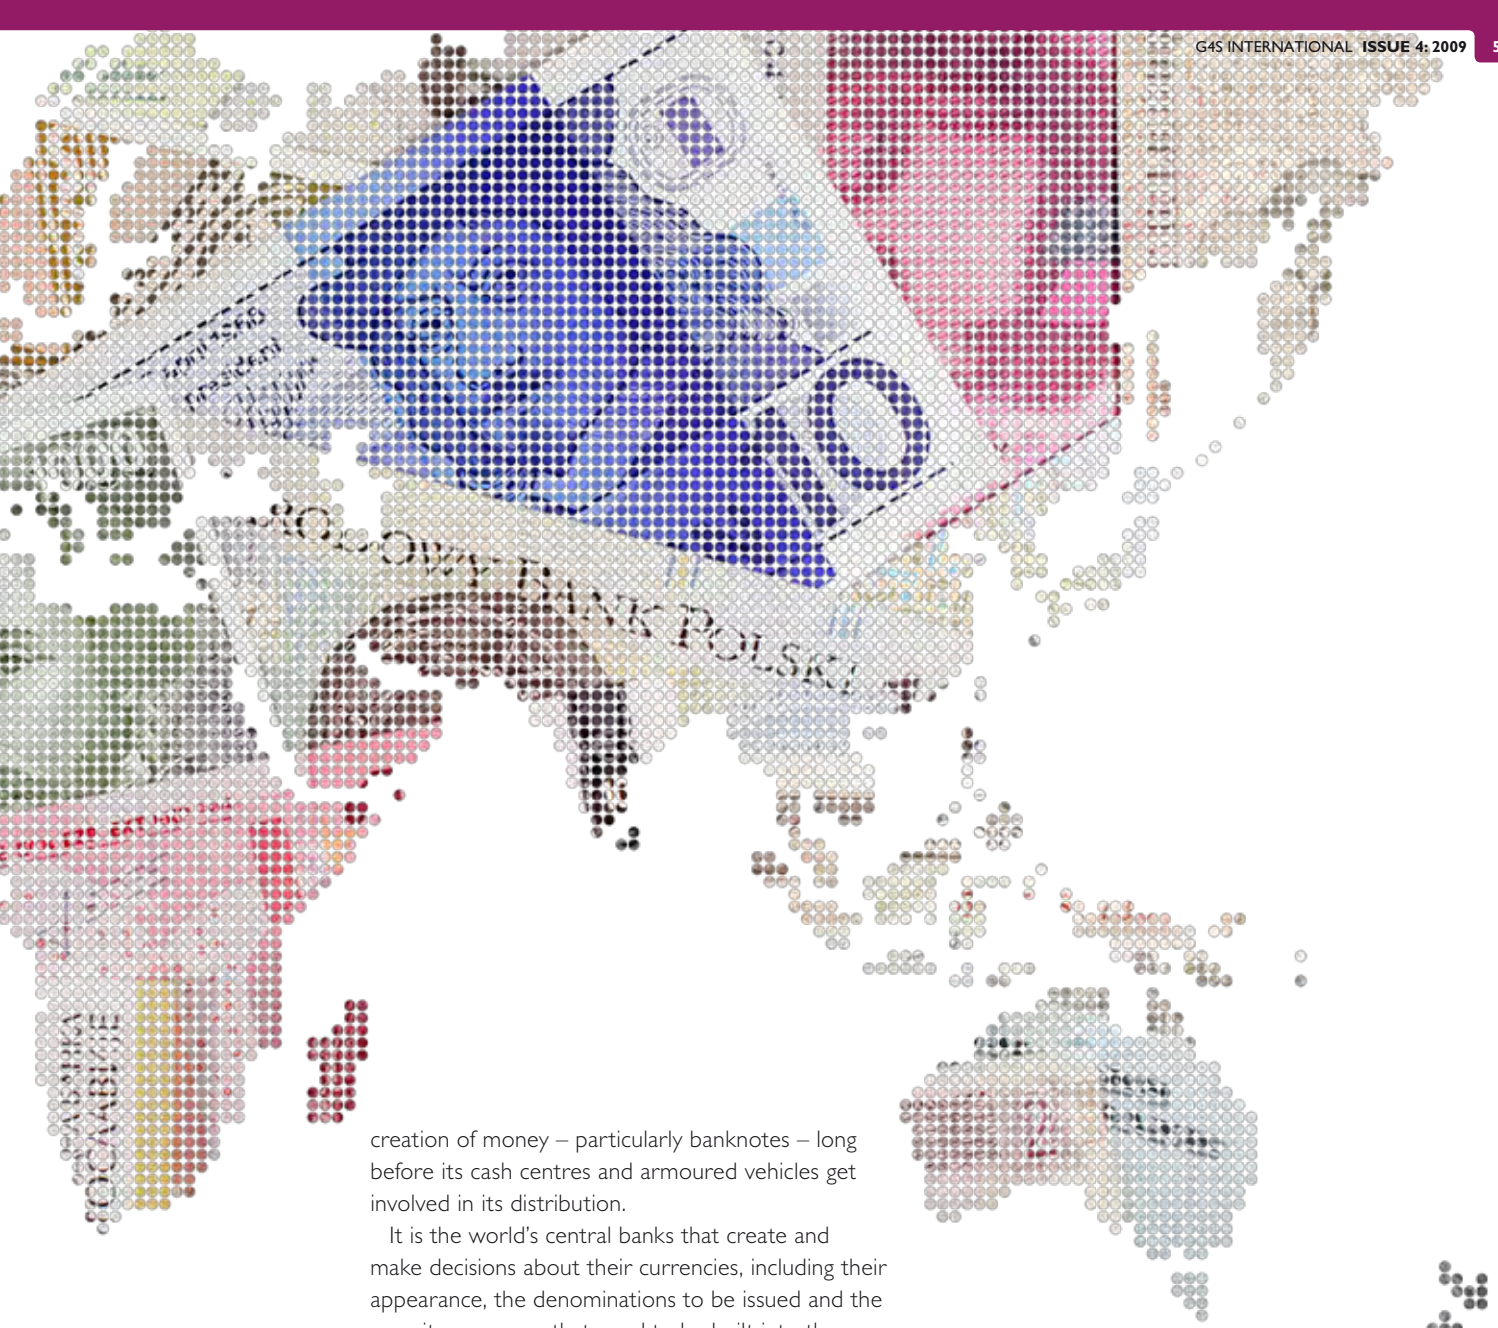 G4S INTERNATIONAL ISSUE 4: 2009 5
BANK POLSKI
creation of money – particularly banknotes – long
before its cash centres and armoured vehicles get
involved in its distribution.
It is the world's central banks that create and
make decisions about their currencies, including their
appearance, the denominations to be issued and the